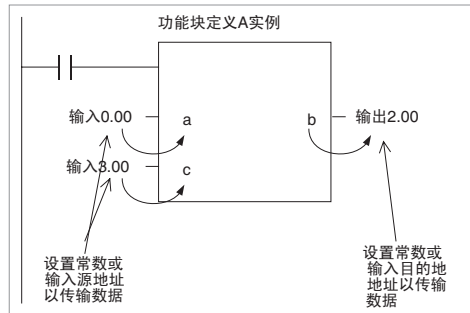 功能块定义A实例
输入0.00
a
b
输出2.00
输入3.00
c
设置常数或
输入源地址
以传输数据
设置常数或
输入目的地
地址以传输
数据